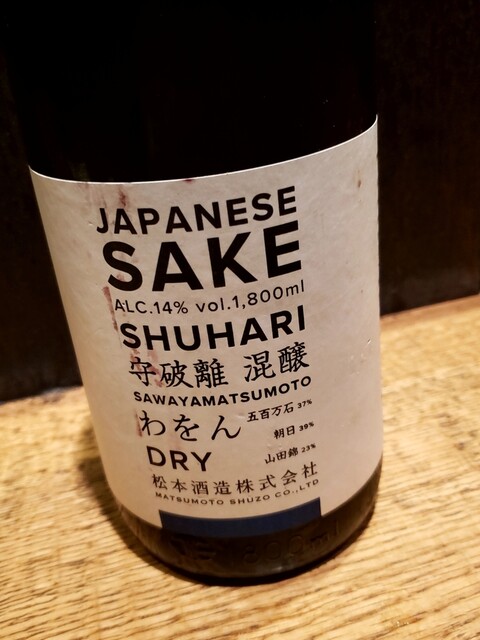 JAPANESE
SAKE
ALC.14% vol.1,800ml
SHUHARI
守破離 混醸
SAWAYAMATSUMOTO
わをん 五百万石 37%
朝日 39%
DRY 山田錦 23%
松本酒造株式会社
MATSUMOTO SHUZO CO.,LTD